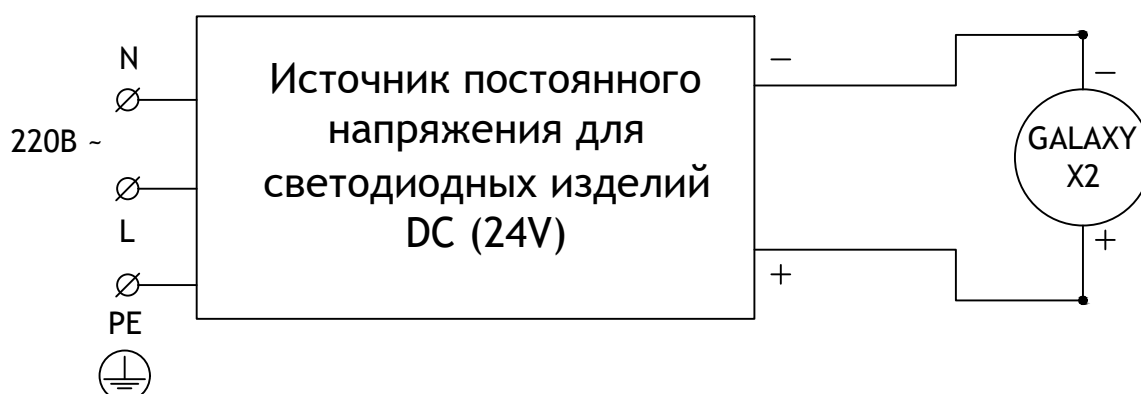 N
220В ~
L
PE
Источник постоянного
напряжения для
светодиодных изделий
DC (24V)
−
+
−
GALAXY
X2
+